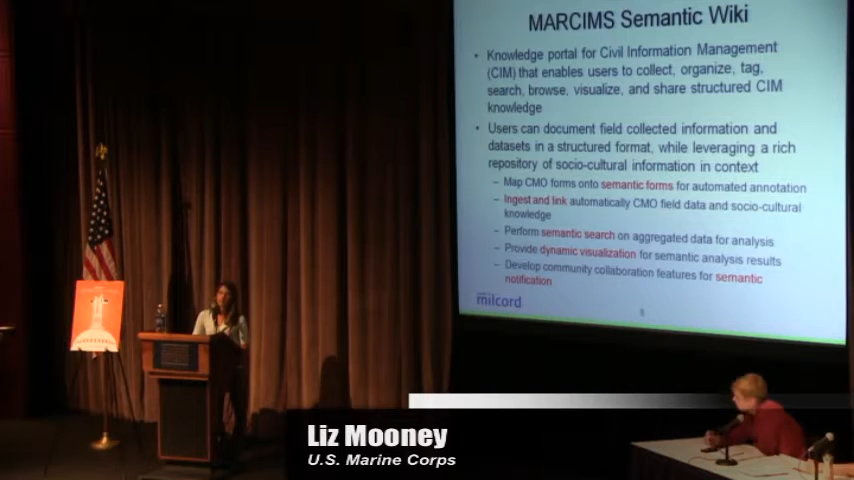 MARCIMS Semantic Wiki
• Knowledge portal for Civil Information Management
(CIM) that enables users to collect, organize, tag,
search, browse, visualize, and share structured CIM
knowledge
• Users can document field collected information and
datasets in a structured format, while leveraging a rich
repository of socio-cultural information in context
– Map CMO forms onto semantic forms for automated annotation
– Ingest and link automatically CMO field data and socio-cultural
knowledge
– Perform semantic search on aggregated data for analysis
– Provide dynamic visualization for semantic analysis results
– Develop community collaboration features for semantic
notification
milcord
Liz Mooney
U.S. Marine Corps